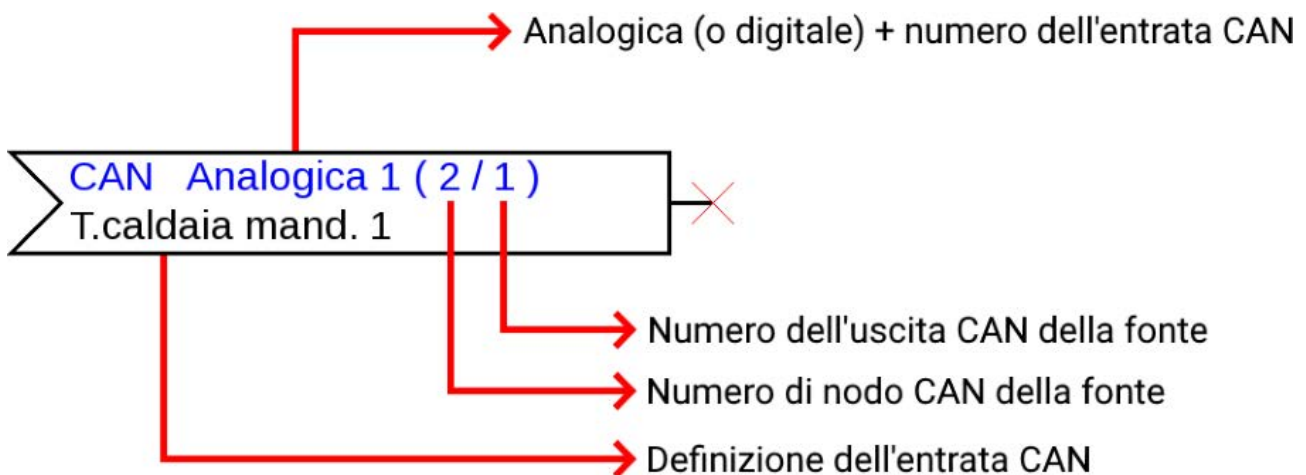 Analogica (o digitale) + numero dell'entrata CAN
CAN Analogica 1 ( 2 / 1 )
T.caldaia mand. 1
Numero dell'uscita CAN della fonte
Numero di nodo CAN della fonte
Definizione dell'entrata CAN